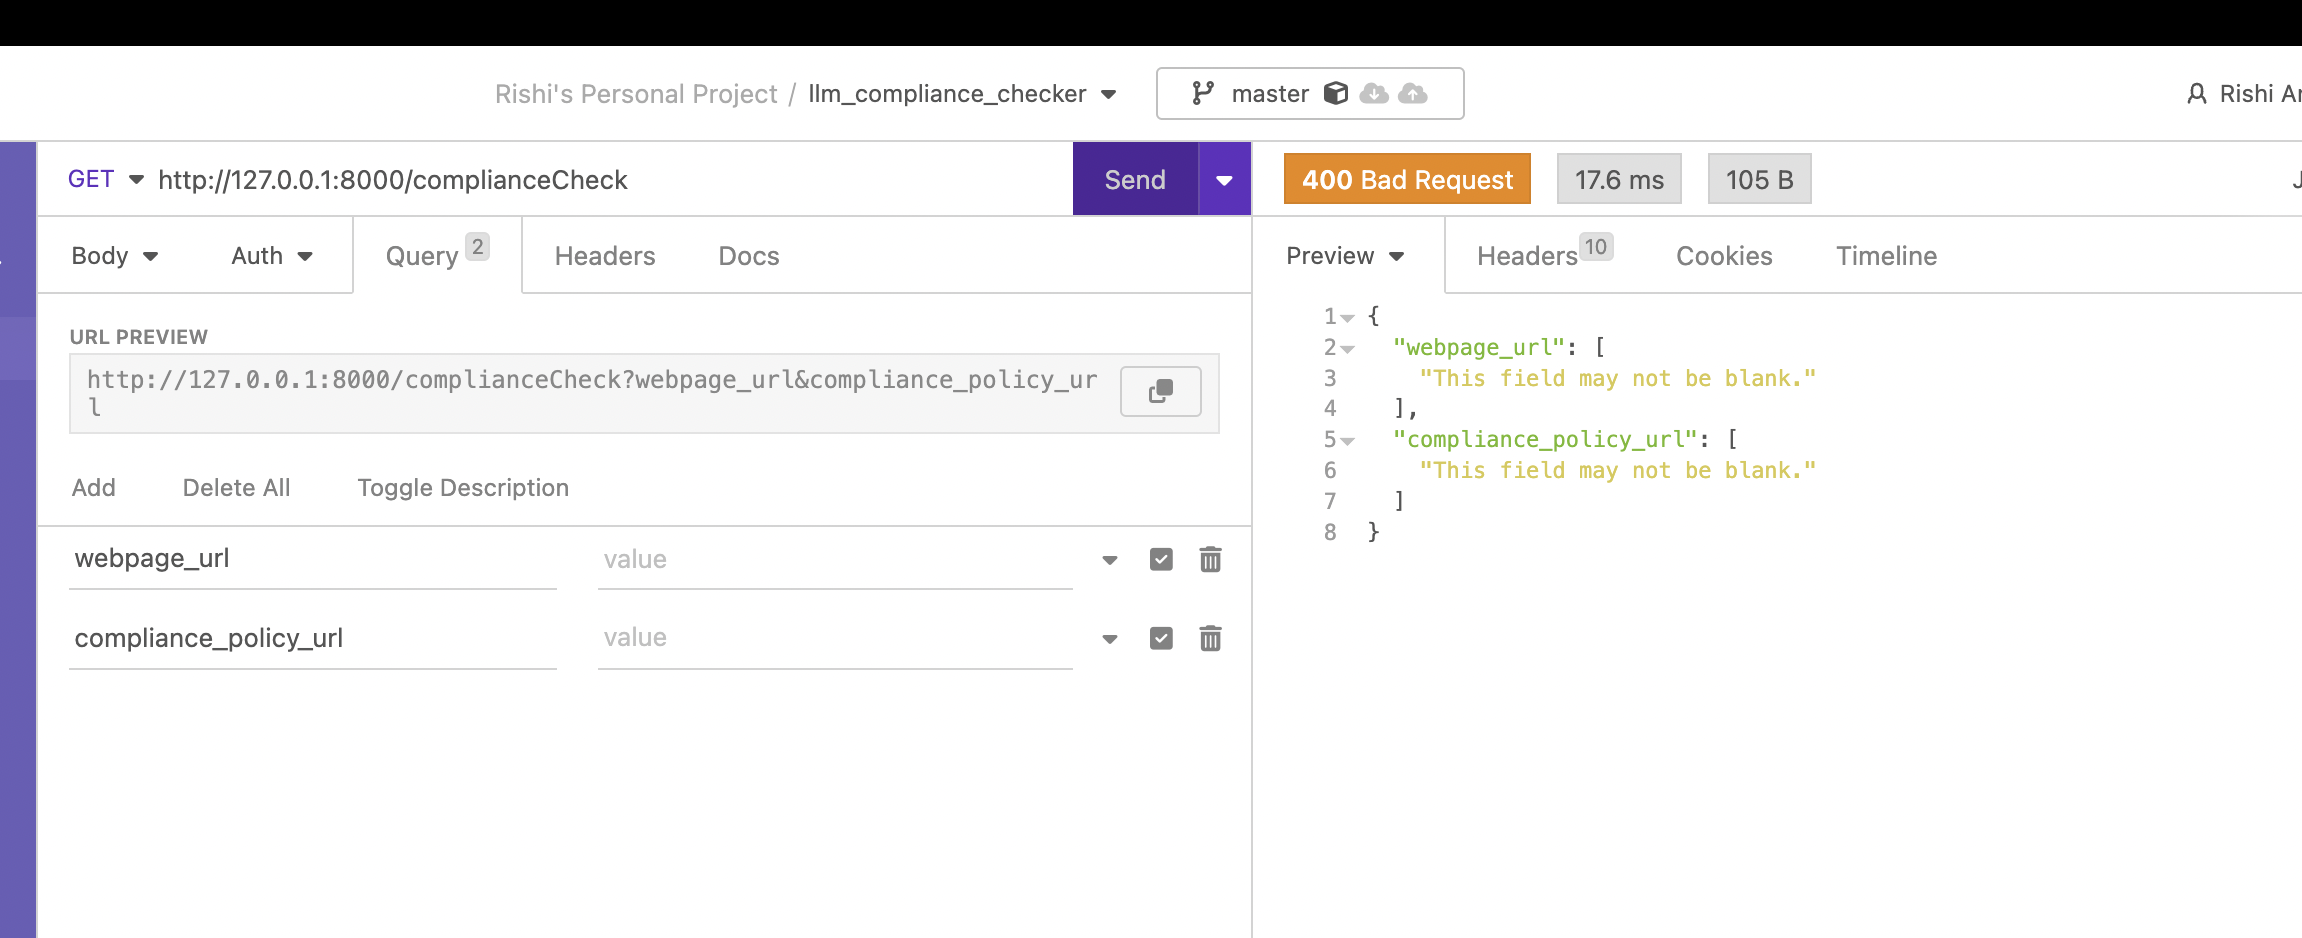 Rishi's Personal Project / llm_compliance_checker
master
Rishi
GET http://127.0.0.1:8000/complianceCheck
Send
400 Bad Request
17.6 ms
105 B
Body
Auth
Query 2
Headers
Docs
Preview
Headers 10
Cookies
Timeline
URL PREVIEW
http://127.0.0.1:8000/complianceCheck?webpage_url&compliance_policy_ur
l
Add
Delete All
Toggle Description
webpage_url
value
compliance_policy_url
value
1 {
2 "webpage_url": [
3 "This field may not be blank."
4 ],
5 "compliance_policy_url": [
6 "This field may not be blank."
7 ]
8 }